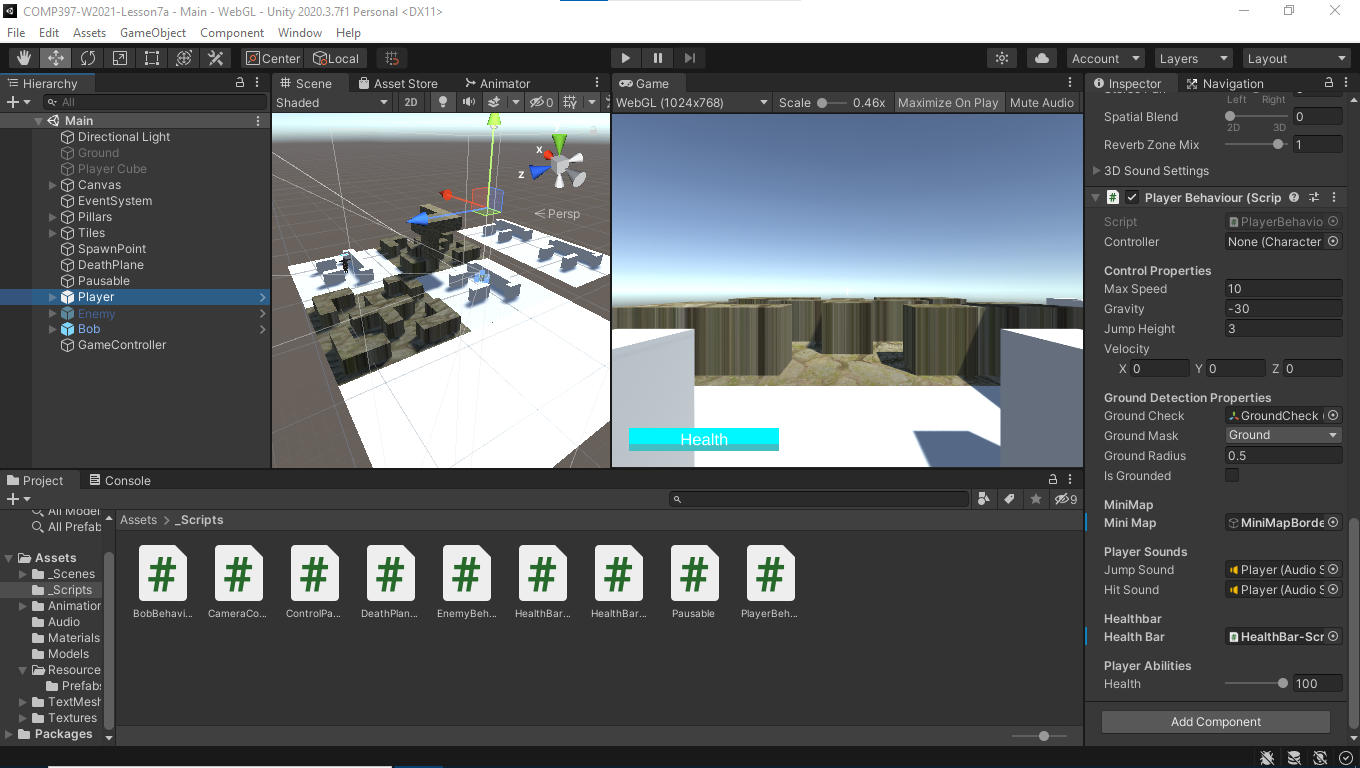 COMP397-W2021-Lesson7a - Main - WebGL - Unity 2020.3.7f1 Personal <DX11>
File Edit Assets GameObject Component Window Help
Center Local Account Layers Layout
Hierarchy
All
Main
Directional Light
Ground
Player Cube
Canvas
EventSystem
Pillars
Tiles
SpawnPoint
DeathPlane
Pausable
Player
Enemy
Bob
GameController
Scene Asset Store Animator
Shaded 2D 0
y
x
z
Persp
Game
WebGL (1024x768) Scale 0.46x Maximize On Play Mute Audio
Health
Inspector Navigation
Left Right
Spatial Blend 0
2D 3D
Reverb Zone Mix 1
3D Sound Settings
# Player Behaviour (Scrip
Script # PlayerBehavio
Controller None (Character
Control Properties
Max Speed 10
Gravity -30
Jump Height 3
Velocity
X 0 Y 0 Z 0
Ground Detection Properties
Ground Check GroundCheck (
Ground Mask Ground
Ground Radius 0.5
Is Grounded
MiniMap
Mini Map MiniMapBorde
Player Sounds
Jump Sound Player (Audio S
Hit Sound Player (Audio S
Healthbar
Health Bar # HealthBar-Scr
Player Abilities
Health 100
Add Component
Project Console
9
All Model
All Prefab
Assets
_Scenes
_Scripts
Animation
Audio
Materials
Models
Resource
Prefabs
TextMesh
Textures
Packages
Assets > _Scripts
# # # # # # # # #
BobBehavi... CameraCo... ControlPa... DeathPlan... EnemyBeh... HealthBar... HealthBar... Pausable PlayerBeh...